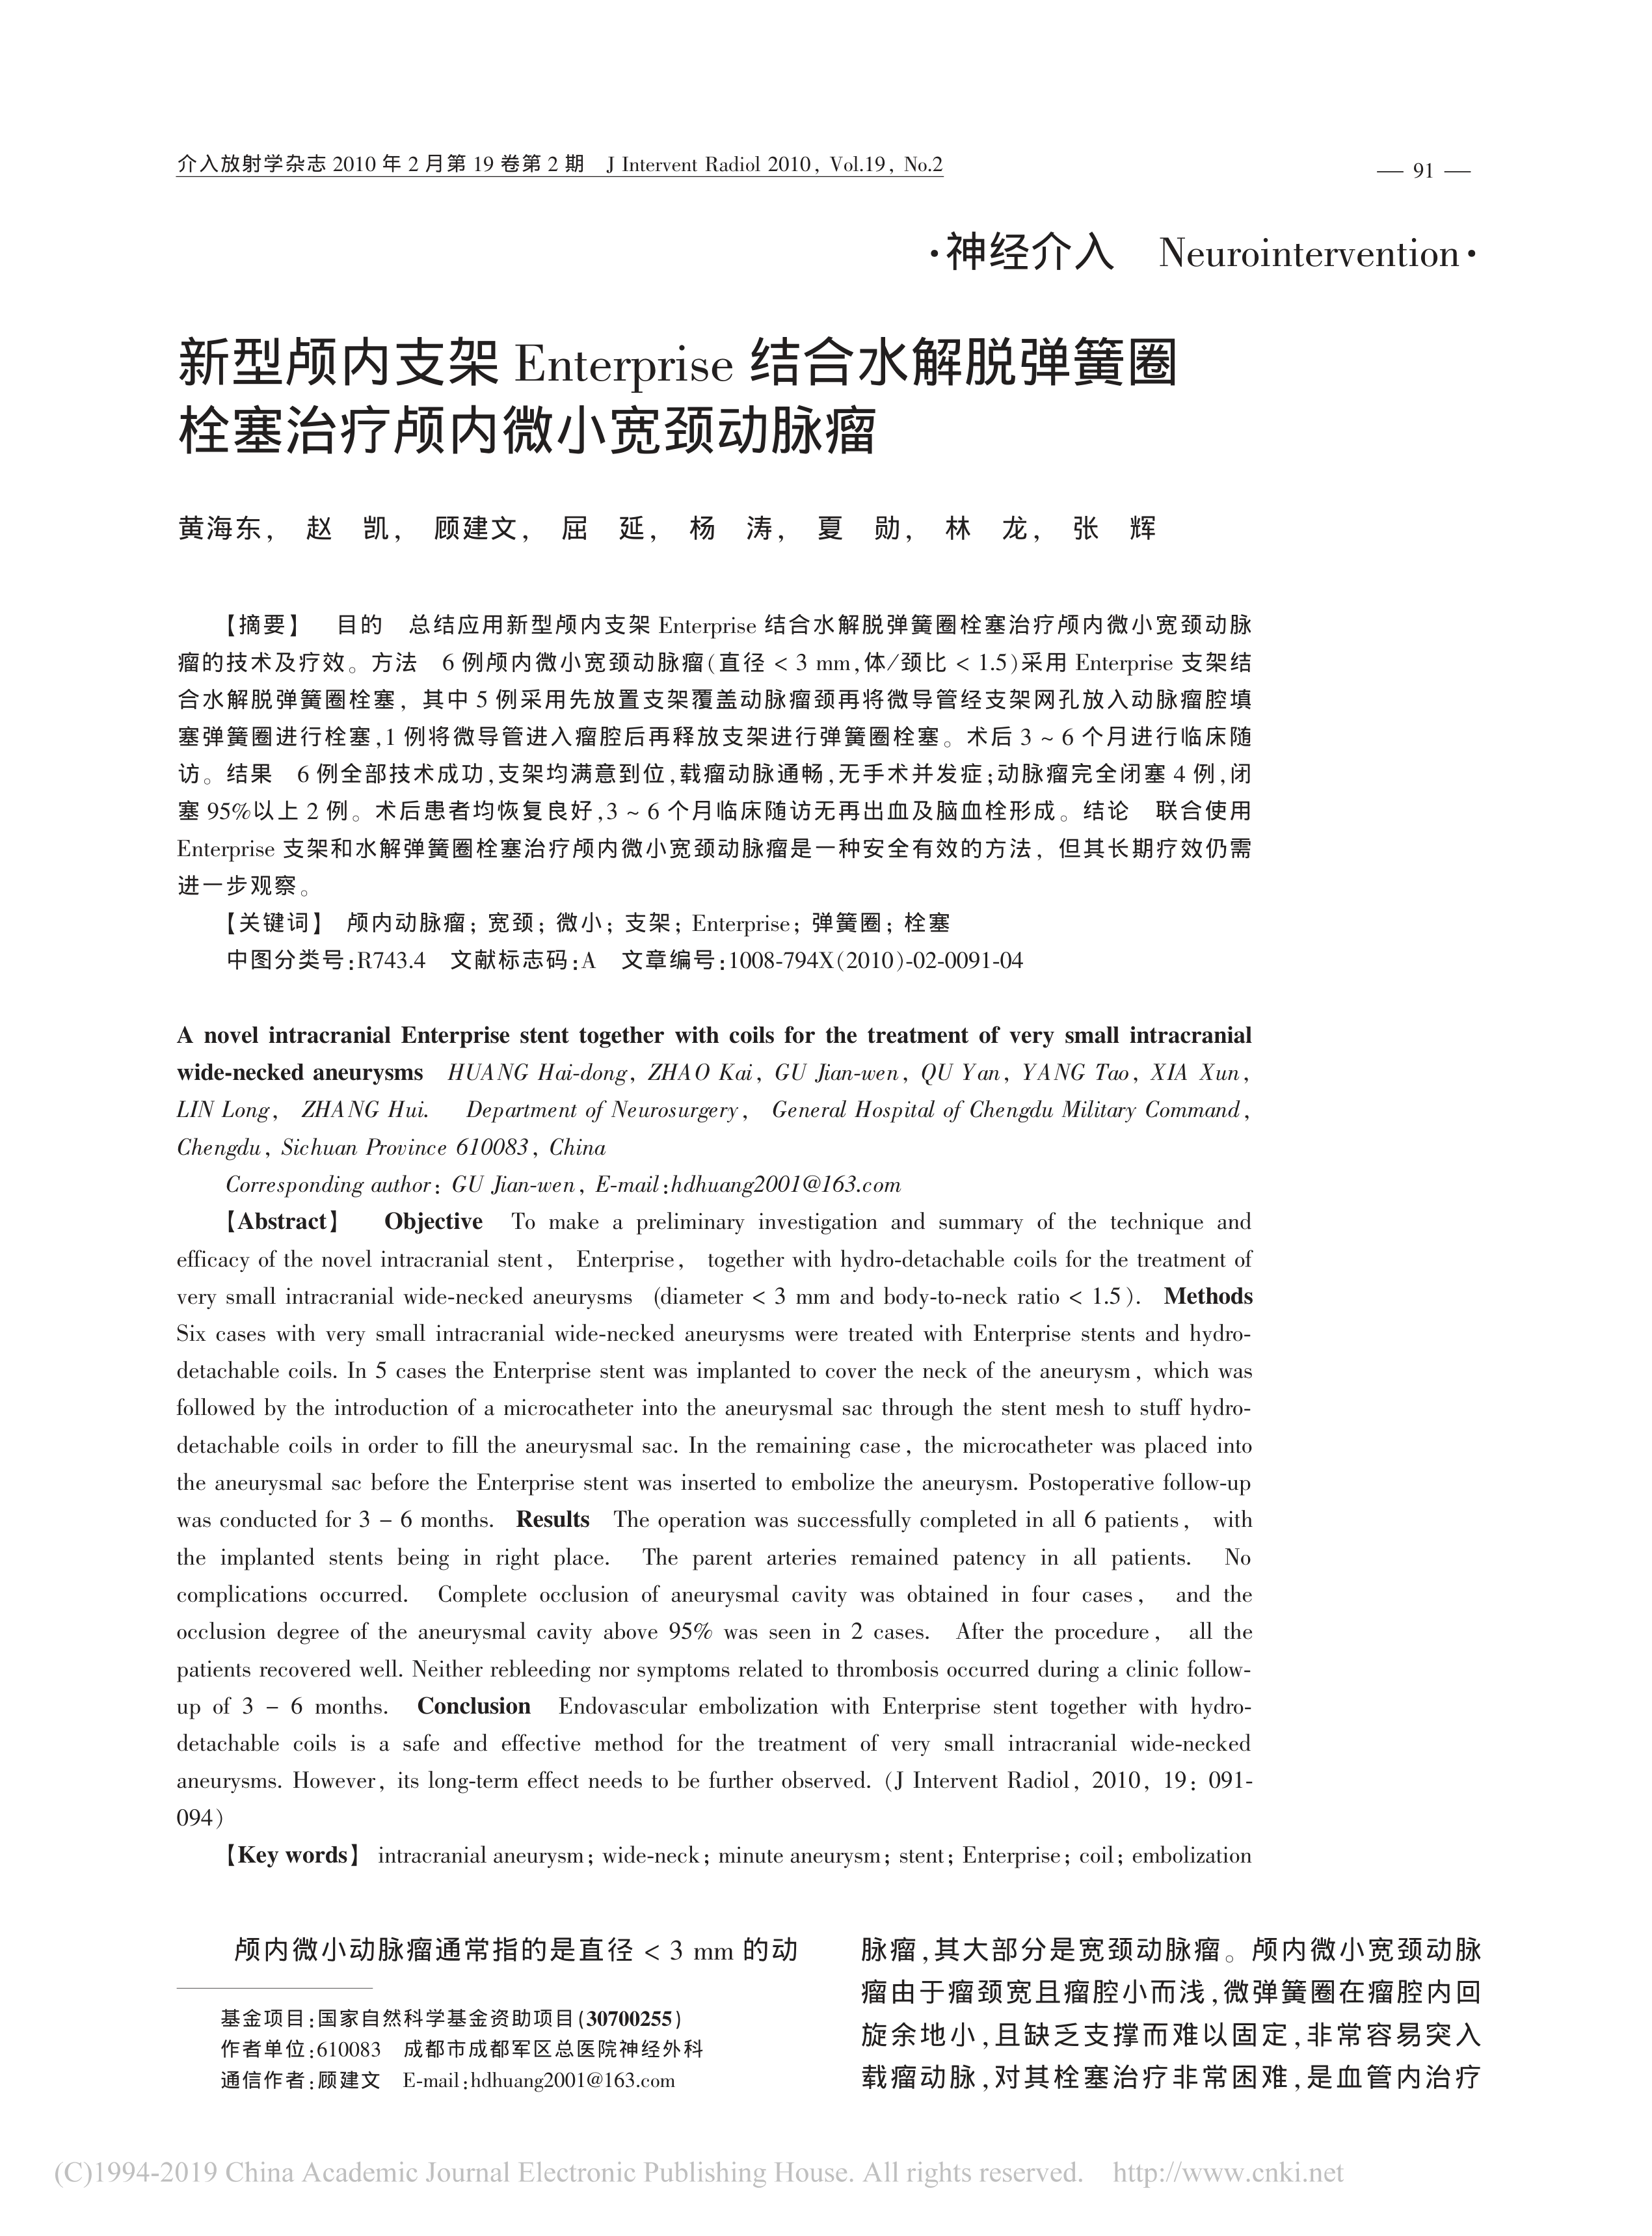 介入放射学杂志 2010 年 2 月第 19 卷第 2 期　J Intervent Radiol 2010, Vol.19, No.2
— 91 —
·神经介入　Neurointervention·
新型颅内支架 Enterprise 结合水解脱弹簧圈
栓塞治疗颅内微小宽颈动脉瘤
黄海东,　赵　凯,　顾建文,　屈　延,　杨　涛,　夏　勋,　林　龙,　张　辉
【摘要】　目的　总结应用新型颅内支架 Enterprise 结合水解脱弹簧圈栓塞治疗颅内微小宽颈动脉
瘤的技术及疗效。方法　6 例颅内微小宽颈动脉瘤(直径 < 3 mm,体/颈比 < 1.5)采用 Enterprise 支架结
合水解脱弹簧圈栓塞, 其中 5 例采用先放置支架覆盖动脉瘤颈再将微导管经支架网孔放入动脉瘤腔填
塞弹簧圈进行栓塞,1 例将微导管进入瘤腔后再释放支架进行弹簧圈栓塞。术后 3 ~ 6 个月进行临床随
访。结果　6 例全部技术成功,支架均满意到位,载瘤动脉通畅,无手术并发症;动脉瘤完全闭塞 4 例,闭
塞 95%以上 2 例。术后患者均恢复良好,3 ~ 6 个月临床随访无再出血及脑血栓形成。结论　联合使用
Enterprise 支架和水解弹簧圈栓塞治疗颅内微小宽颈动脉瘤是一种安全有效的方法, 但其长期疗效仍需
进一步观察。
【关键词】　颅内动脉瘤; 宽颈; 微小; 支架; Enterprise; 弹簧圈; 栓塞
中图分类号:R743.4　文献标志码:A　文章编号:1008-794X(2010)-02-0091-04
A novel intracranial Enterprise stent together with coils for the treatment of very small intracranial
wide-necked aneurysms　HUANG Hai-dong, ZHAO Kai, GU Jian-wen, QU Yan, YANG Tao, XIA Xun,
LIN Long, ZHANG Hui.　Department of Neurosurgery, General Hospital of Chengdu Military Command,
Chengdu, Sichuan Province 610083, China
Corresponding author: GU Jian-wen, E-mail:hdhuang2001@163.com
【Abstract】　Objective　To make a preliminary investigation and summary of the technique and
efficacy of the novel intracranial stent, Enterprise, together with hydro-detachable coils for the treatment of
very small intracranial wide-necked aneurysms (diameter < 3 mm and body-to-neck ratio < 1.5).　Methods
Six cases with very small intracranial wide-necked aneurysms were treated with Enterprise stents and hydro-
detachable coils. In 5 cases the Enterprise stent was implanted to cover the neck of the aneurysm, which was
followed by the introduction of a microcatheter into the aneurysmal sac through the stent mesh to stuff hydro-
detachable coils in order to fill the aneurysmal sac. In the remaining case, the microcatheter was placed into
the aneurysmal sac before the Enterprise stent was inserted to embolize the aneurysm. Postoperative follow-up
was conducted for 3 – 6 months.　Results　The operation was successfully completed in all 6 patients, with
the implanted stents being in right place. The parent arteries remained patency in all patients. No
complications occurred. Complete occlusion of aneurysmal cavity was obtained in four cases, and the
occlusion degree of the aneurysmal cavity above 95% was seen in 2 cases. After the procedure, all the
patients recovered well. Neither rebleeding nor symptoms related to thrombosis occurred during a clinic follow-
up of 3 – 6 months.　Conclusion　Endovascular embolization with Enterprise stent together with hydro-
detachable coils is a safe and effective method for the treatment of very small intracranial wide-necked
aneurysms. However, its long-term effect needs to be further observed. (J Intervent Radiol, 2010, 19: 091-
094)
【Key words】 intracranial aneurysm; wide-neck; minute aneurysm; stent; Enterprise; coil; embolization
颅内微小动脉瘤通常指的是直径 < 3 mm 的动
基金项目:国家自然科学基金资助项目(30700255)
作者单位:610083　成都市成都军区总医院神经外科
通信作者:顾建文　E-mail:hdhuang2001@163.com
脉瘤,其大部分是宽颈动脉瘤。颅内微小宽颈动脉
瘤由于瘤颈宽且瘤腔小而浅,微弹簧圈在瘤腔内回
旋余地小,且缺乏支撑而难以固定,非常容易突入
载瘤动脉,对其栓塞治疗非常困难,是血管内治疗
(C)1994-2019 China Academic Journal Electronic Publishing House. All rights reserved.　http://www.cnki.net